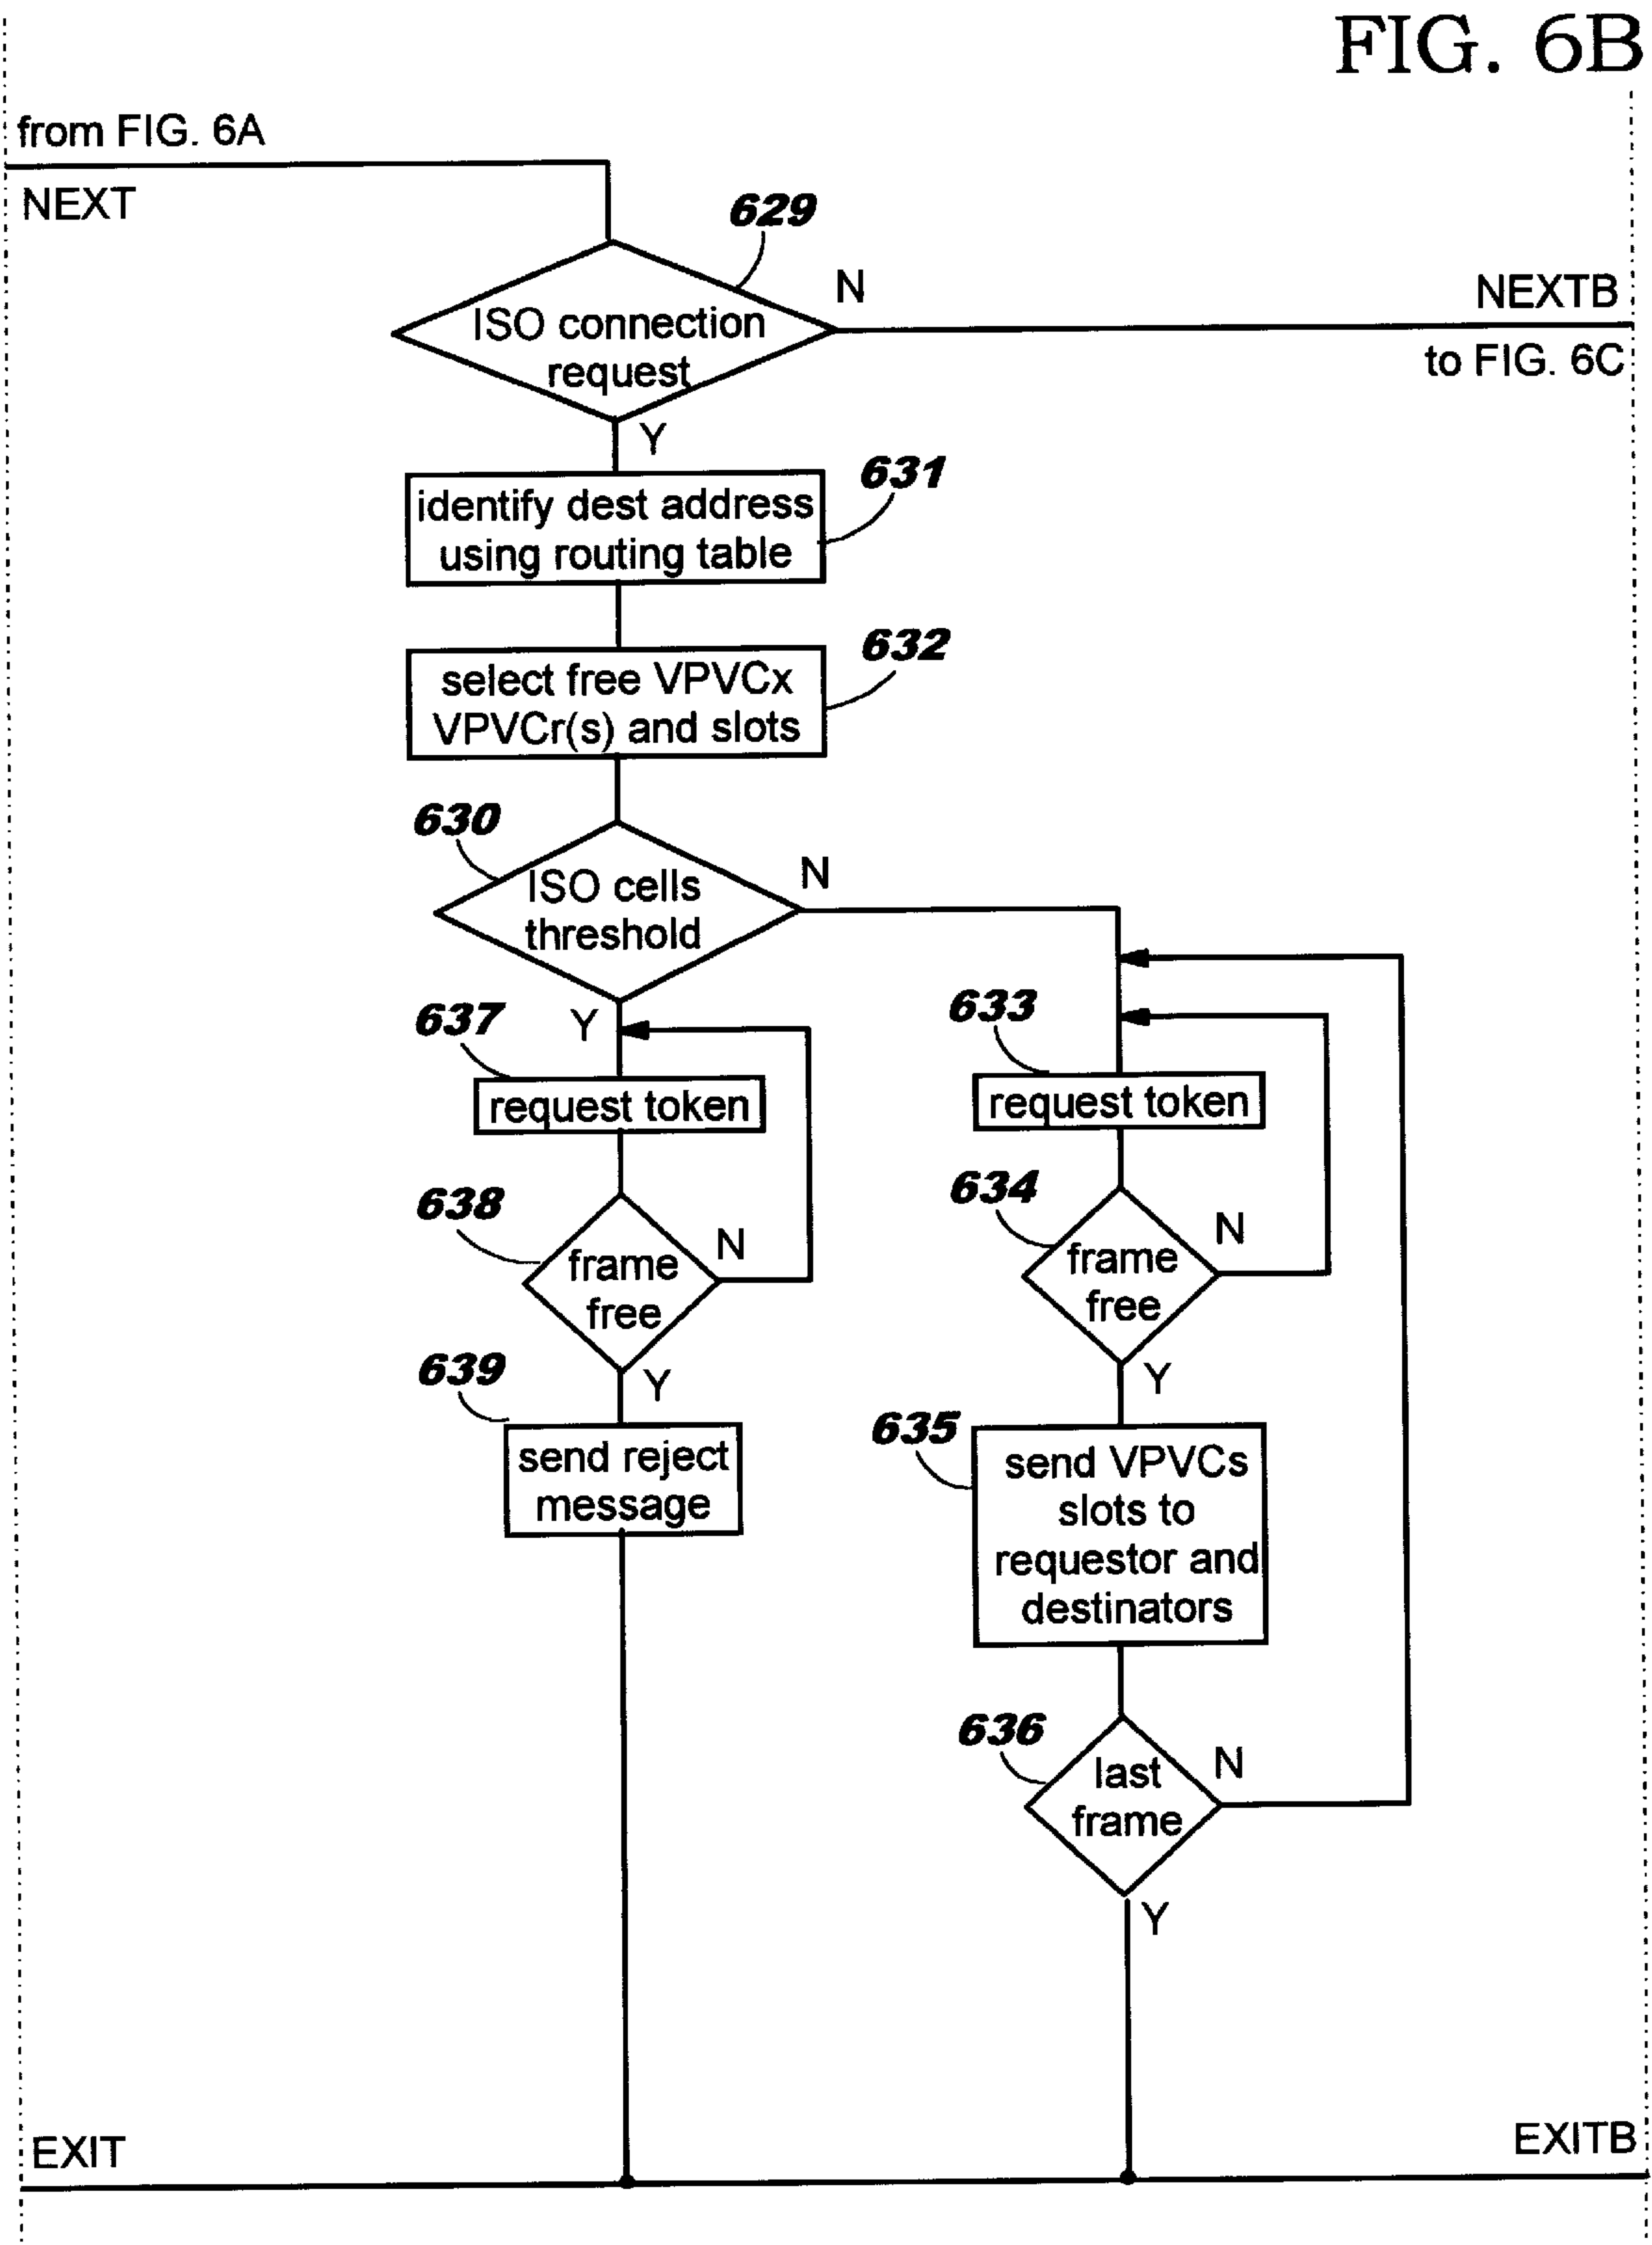 FIG. 6B
from FIG. 6A
NEXT
629
N
NEXTB
ISO connection
request
to FIG. 6C
Y
631
identify dest address
using routing table
632
select free VPVCx
VPVCr(s) and slots
630
N
ISO cells
threshold
637
Y
633
request token
request token
638
634
N
N
frame
free
frame
free
639
Y
Y
635
send reject
message
send VPVCs
slots to
requestor and
destinators
636
N
last
frame
Y
EXIT
EXITB